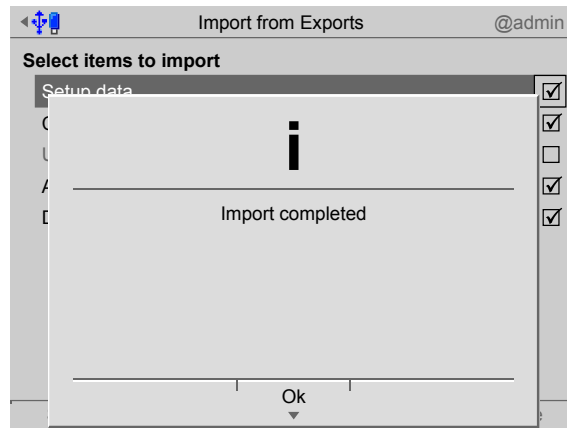 Import from Exports @admin
Select items to import
Setup data
i
Import completed
Ok